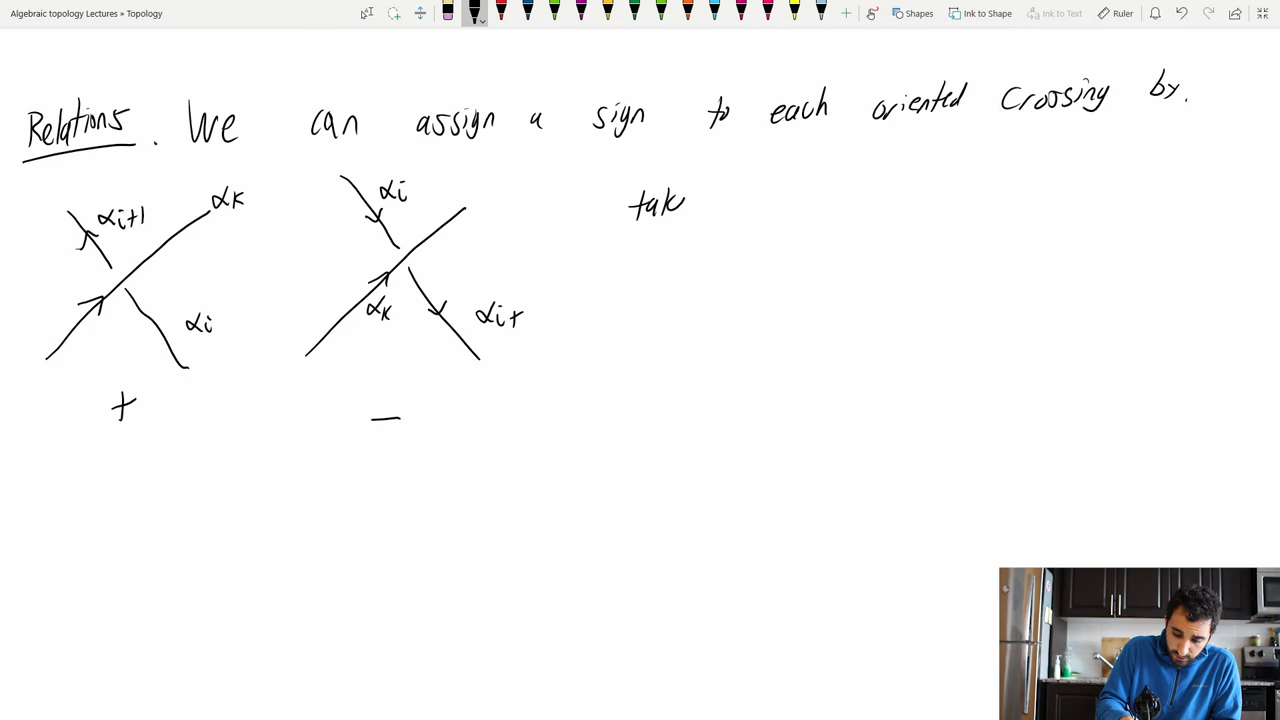 Algebraic topology Lectures » Topology
Shapes Ink to Shape Ink to Text Ruler
Relations. We can assign a sign to each oriented crossing by.
αi+1 αK αi tak
αi αK αi+
+ −